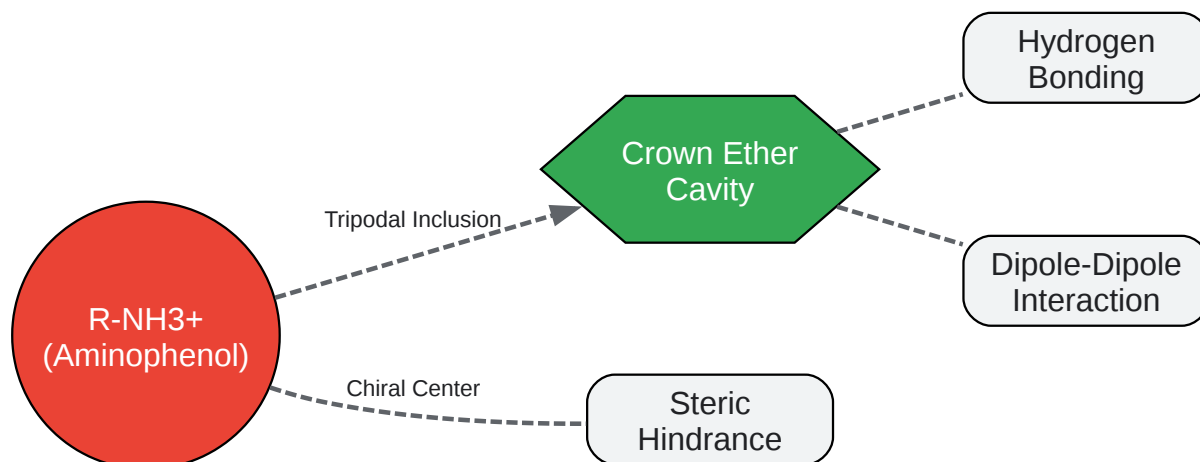 Hydrogen
Bonding
Crown Ether
Cavity
Tripodal Inclusion
Dipole-Dipole
Interaction
R-NH3+
(Aminophenol)
Chiral Center
Steric
Hindrance